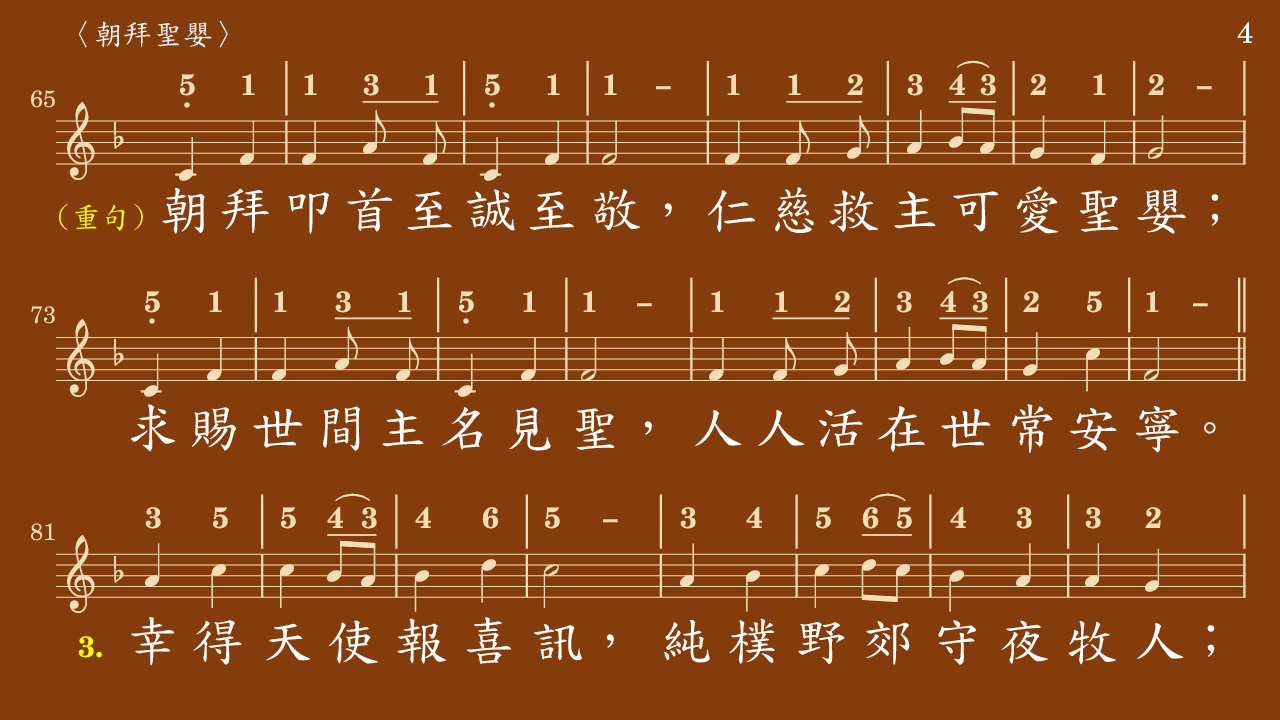 〈朝拜聖嬰〉 4
65 5̣ 1 | 1 3 1 | 5̣ 1 | 1 – | 1 1 2 | 3 4 3 | 2 1 | 2 – |
（重句）朝拜叩首至誠至敬，仁慈救主可愛聖嬰；
73 5̣ 1 | 1 3 1 | 5̣ 1 | 1 – | 1 1 2 | 3 4 3 | 2 5 | 1 – ||
求賜世間主名見聖，人人活在世常安寧。
81 3 5 | 5 4 3 | 4 6 | 5 – | 3 4 | 5 6 5 | 4 3 | 3 2 |
3. 幸得天使報喜訊，純樸野郊守夜牧人；